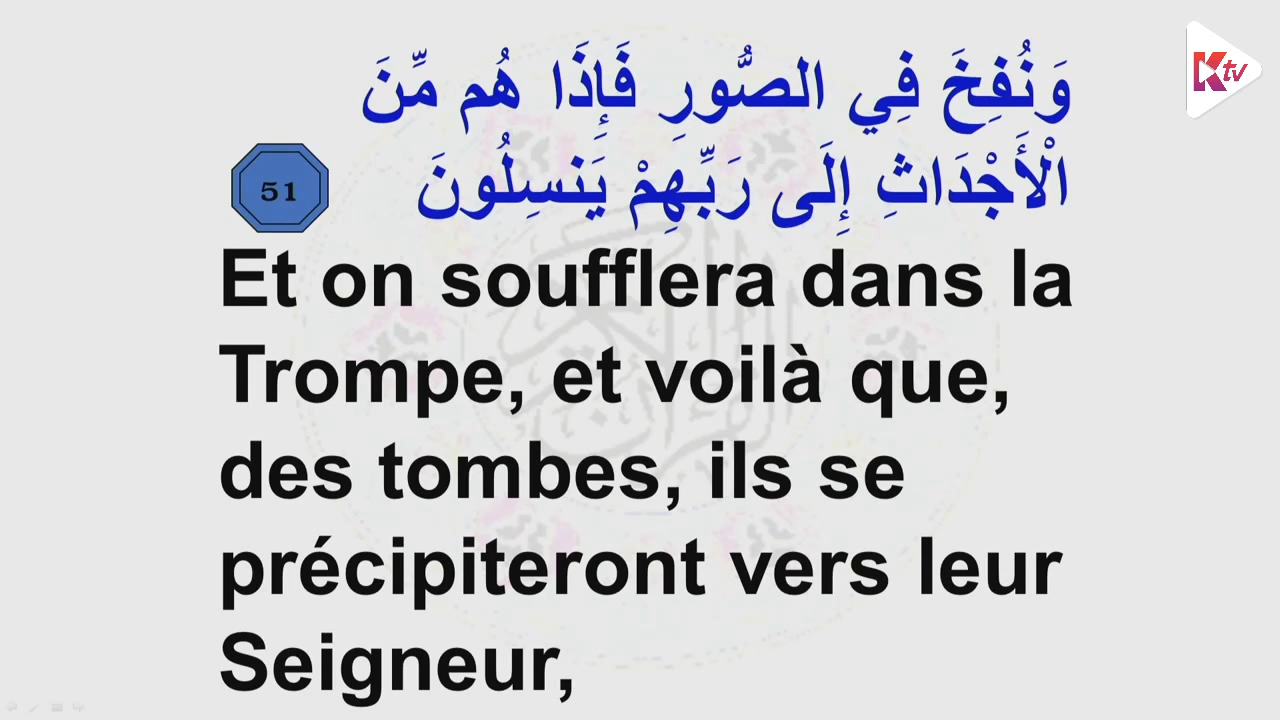 Ktv
وَنُفِخَ فِي الصُّورِ فَإِذَا هُم مِّنَ
الْأَجْدَاثِ إِلَى رَبِّهِمْ يَنسِلُونَ
51
Et on soufflera dans la
Trompe, et voilà que,
des tombes, ils se
précipiteront vers leur
Seigneur,